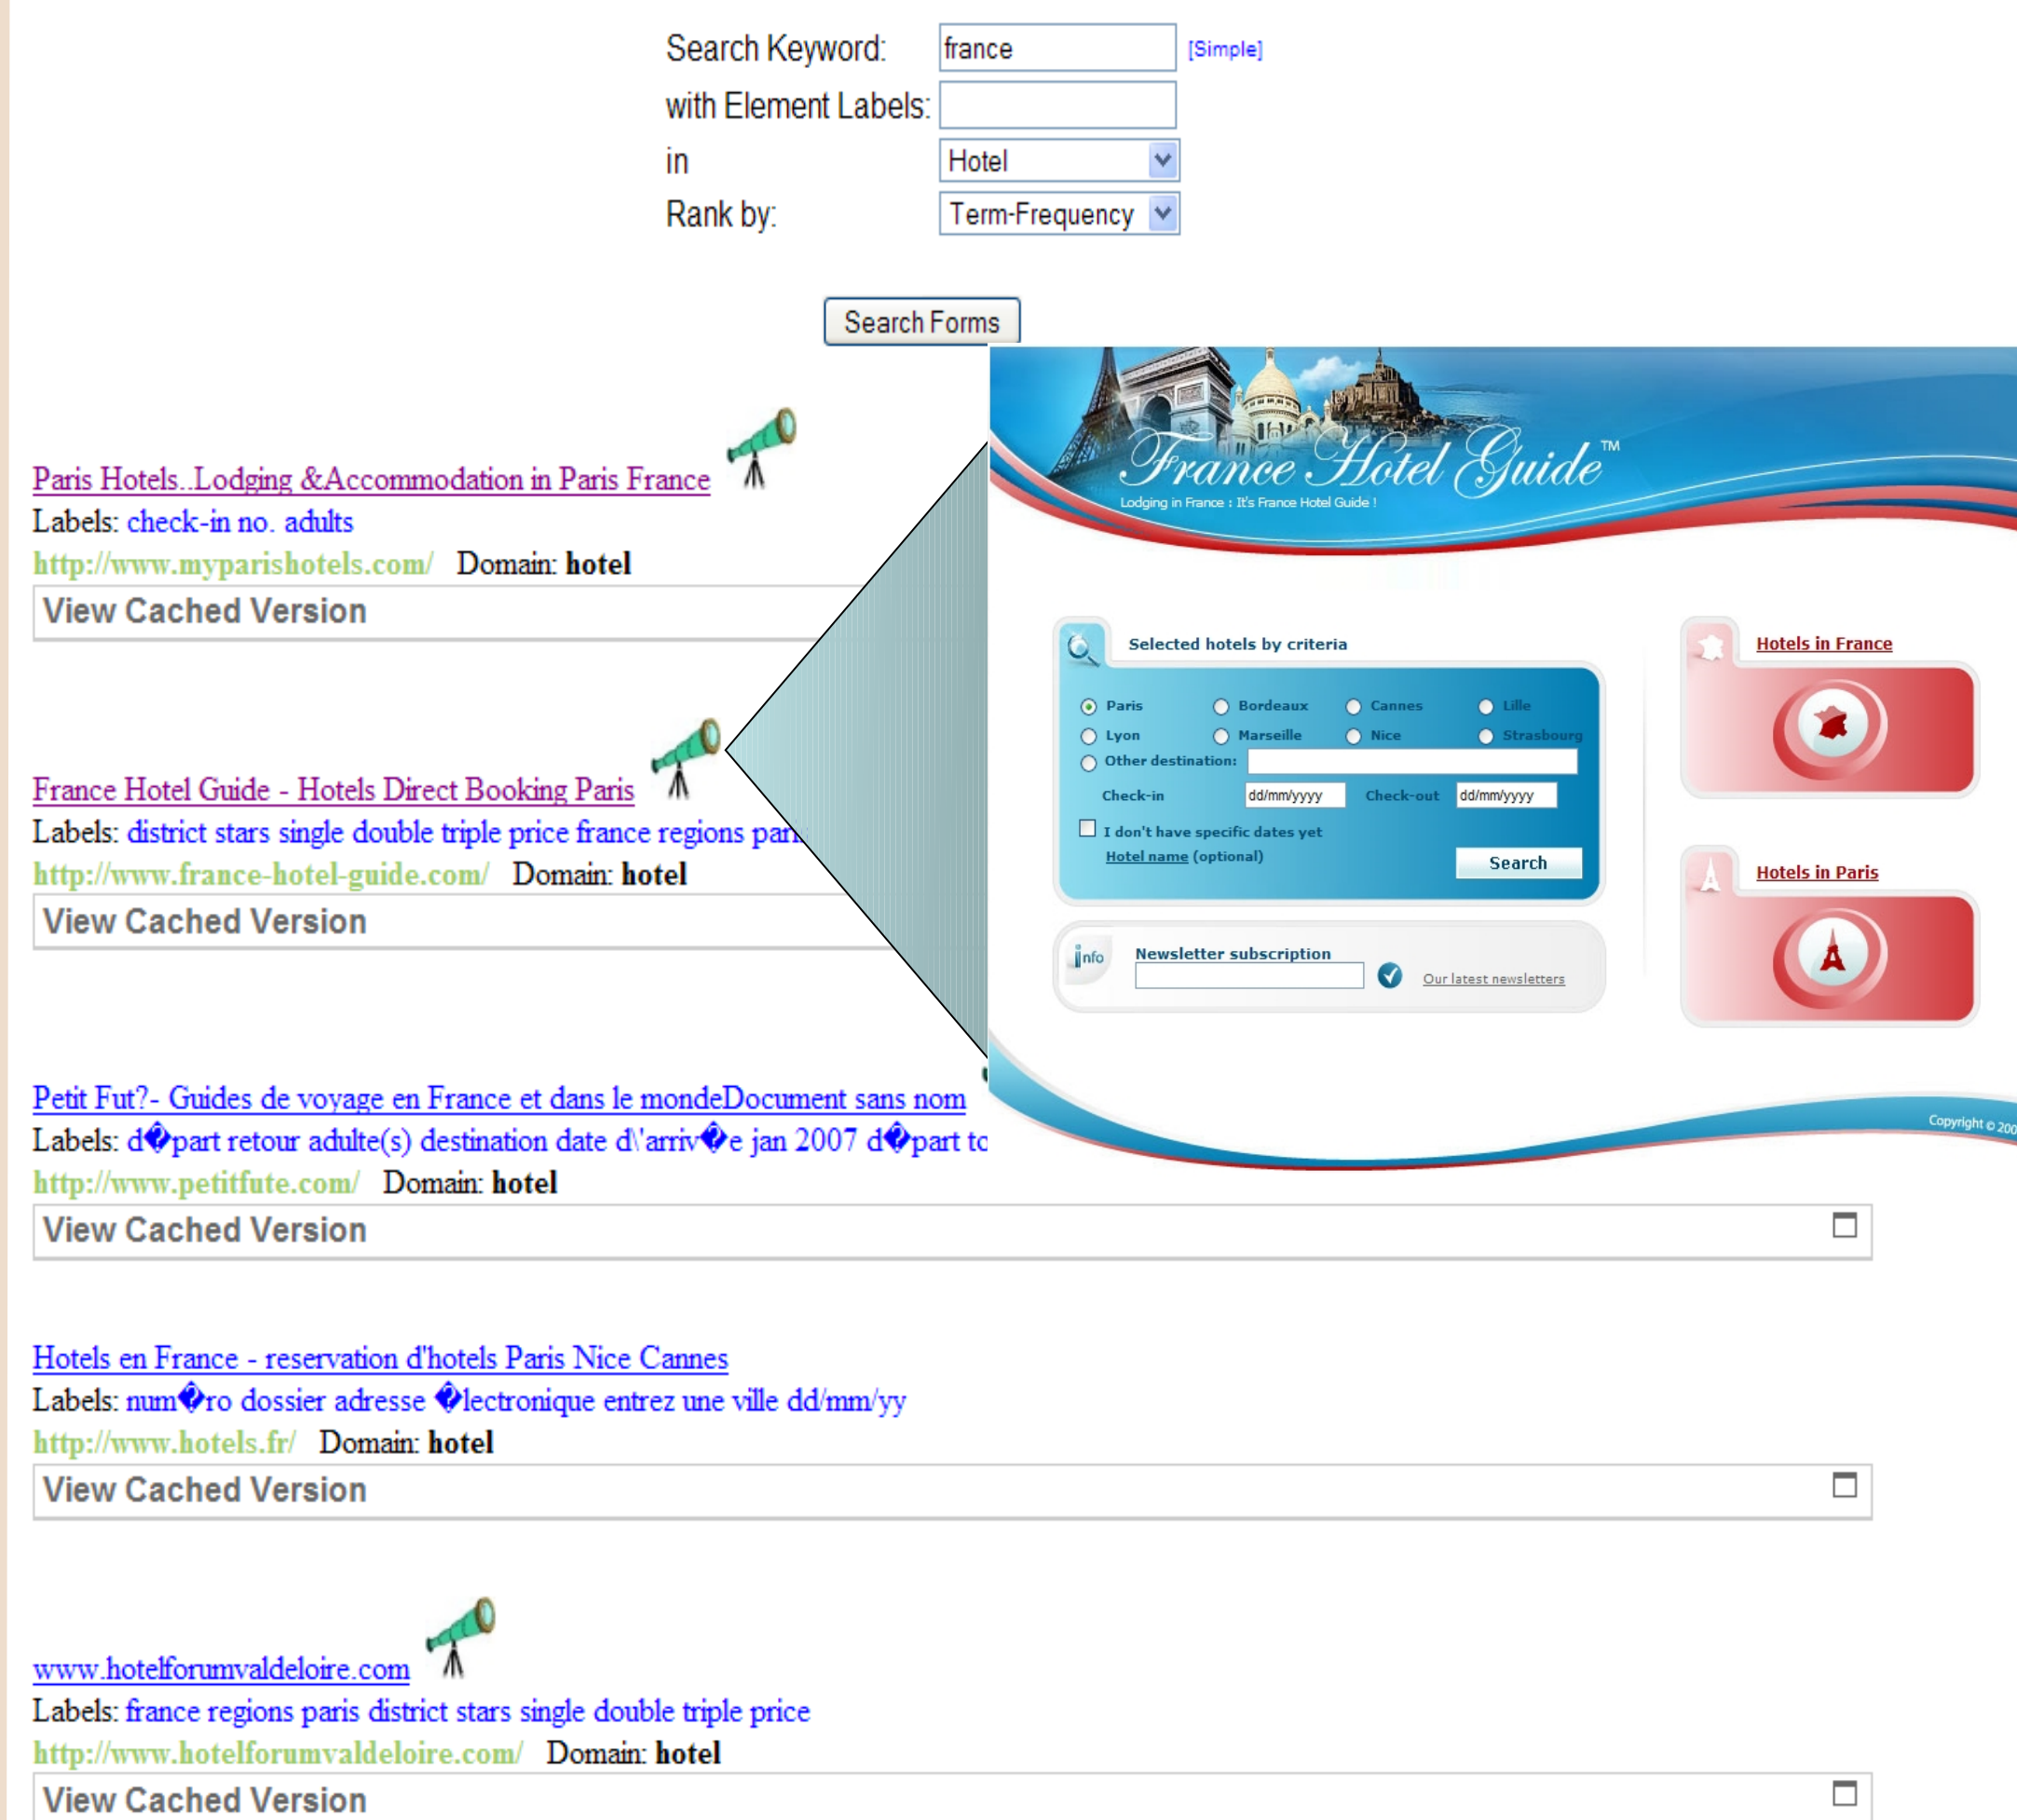 Search Keyword: france [Simple]
with Element Labels:
in Hotel
Rank by: Term-Frequency
Search Forms
Paris Hotels..Lodging &Accommodation in Paris France
Labels: check-in no. adults
http://www.myparishotels.com/ Domain: hotel
View Cached Version
France Hotel Guide - Hotels Direct Booking Paris
Labels: district stars single double triple price france regions paris
http://www.france-hotel-guide.com/ Domain: hotel
View Cached Version
Petit Fut?- Guides de voyage en France et dans le mondeDocument sans nom
Labels: d�part retour adulte(s) destination date d\'arriv�e jan 2007 d�part to
http://www.petitfute.com/ Domain: hotel
View Cached Version
Hotels en France - reservation d'hotels Paris Nice Cannes
Labels: num�ro dossier adresse �lectronique entrez une ville dd/mm/yy
http://www.hotels.fr/ Domain: hotel
View Cached Version
www.hotelforumvaldeloire.com
Labels: france regions paris district stars single double triple price
http://www.hotelforumvaldeloire.com/ Domain: hotel
View Cached Version
France Hotel Guide™
Lodging in France : It's France Hotel Guide !
Selected hotels by criteria
Paris Bordeaux Cannes Lille
Lyon Marseille Nice Strasbourg
Other destination:
Check-in dd/mm/yyyy Check-out dd/mm/yyyy
I don't have specific dates yet
Hotel name (optional)
Search
info
Newsletter subscription
Our latest newsletters
Hotels in France
Hotels in Paris
Copyright © 200